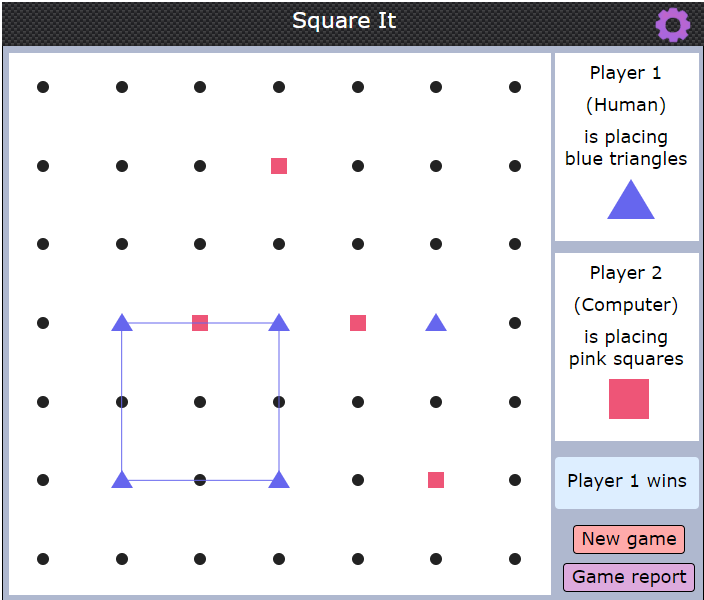 Square It
Player 1
(Human)
is placing
blue triangles
Player 2
(Computer)
is placing
pink squares
Player 1 wins
New game
Game report